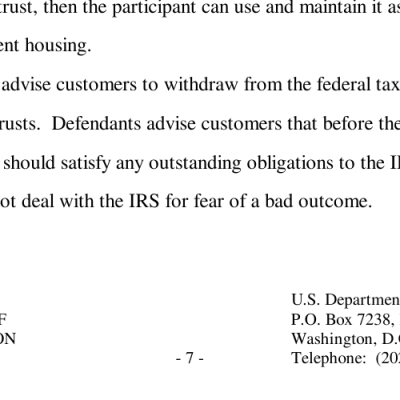 trust, then the participant can use and maintain it as
ent housing.
advise customers to withdraw from the federal tax
rusts.  Defendants advise customers that before the
should satisfy any outstanding obligations to the I
ot deal with the IRS for fear of a bad outcome.
U.S. Departmen
F
P.O. Box 7238,
ON
Washington, D.
- 7 -
Telephone:  (20